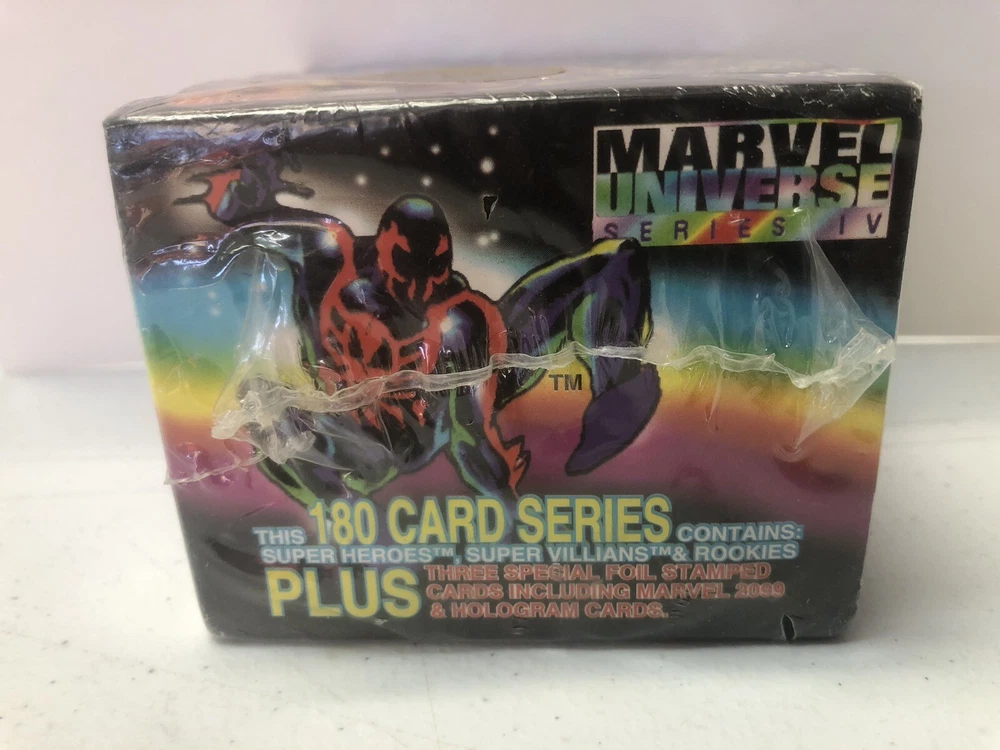 MARVEL
UNIVERSE
SERIES IV
TM
THIS 180 CARD SERIES CONTAINS:
SUPER HEROES™, SUPER VILLIANS™ & ROOKIES
PLUS THREE SPECIAL FOIL STAMPED
CARDS INCLUDING MARVEL 2099
& HOLOGRAM CARDS.